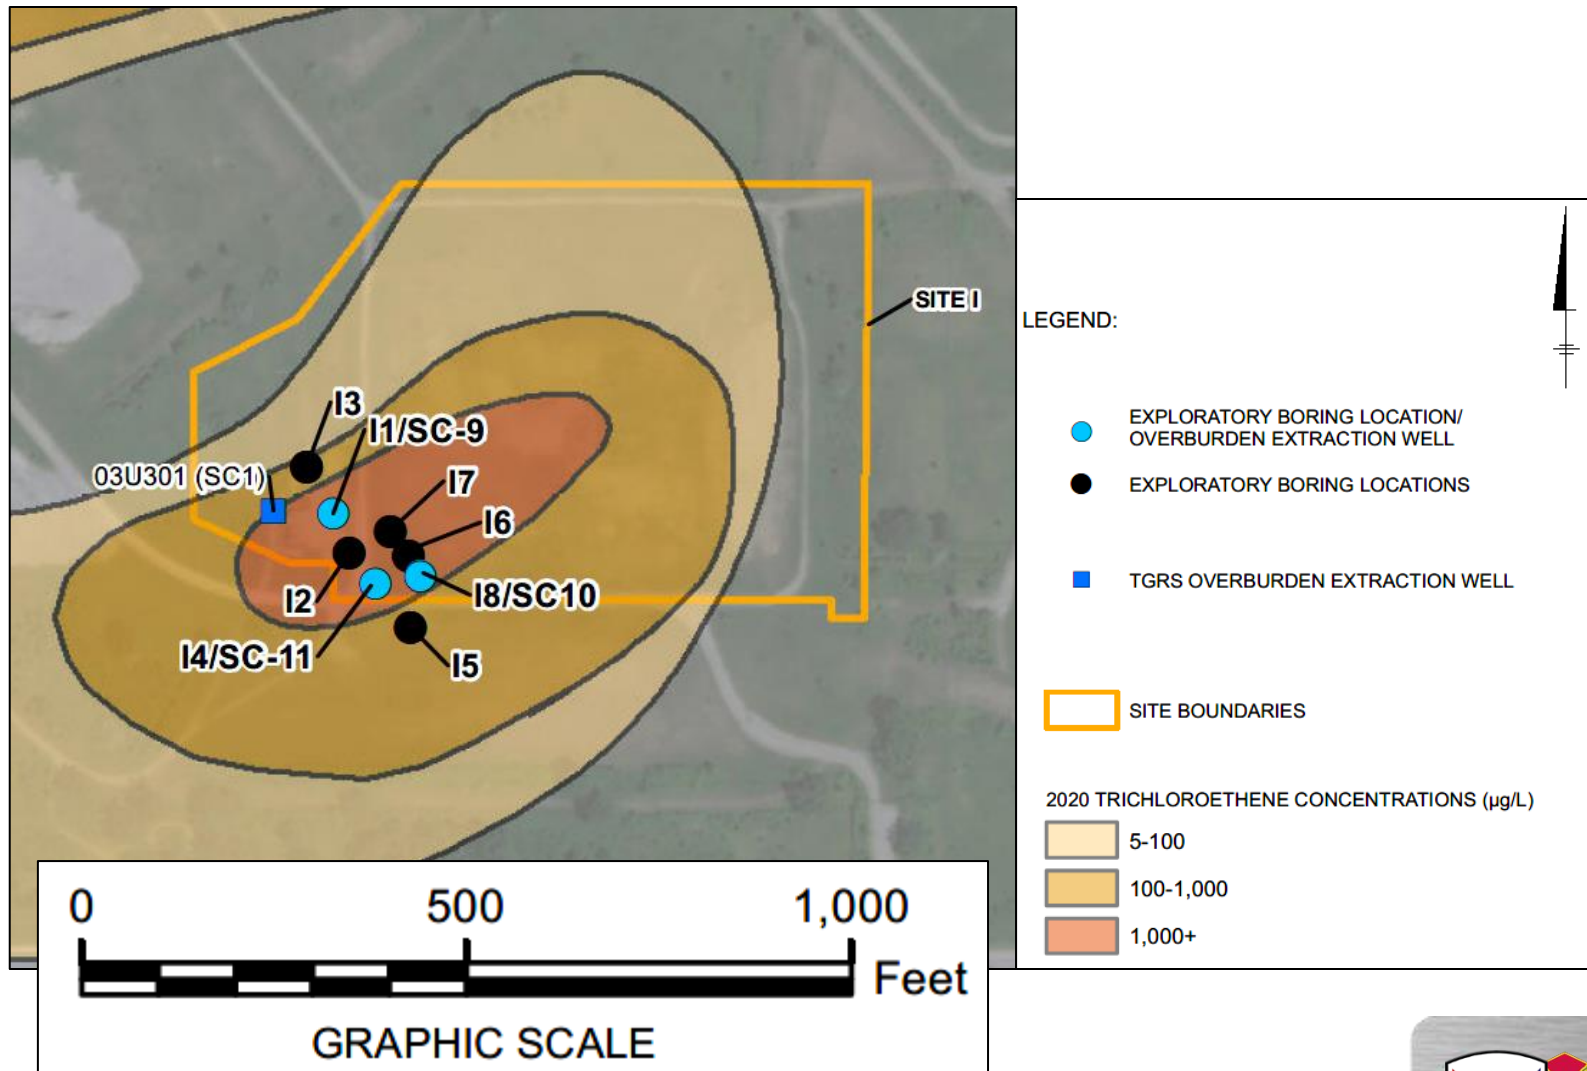 SITE I
I3
I1/SC-9
03U301 (SC1)
I7
I6
I2
I8/SC10
I4/SC-11
I5
0 500 1,000
Feet
GRAPHIC SCALE
LEGEND:
EXPLORATORY BORING LOCATION/
OVERBURDEN EXTRACTION WELL
EXPLORATORY BORING LOCATIONS
TGRS OVERBURDEN EXTRACTION WELL
SITE BOUNDARIES
2020 TRICHLOROETHENE CONCENTRATIONS (µg/L)
5-100
100-1,000
1,000+